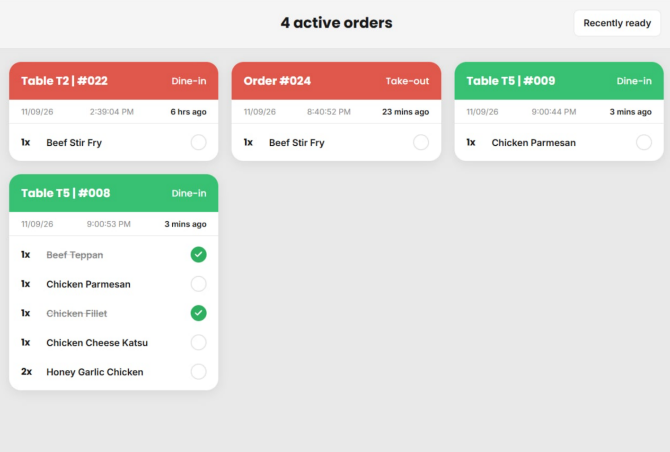 4 active orders
Recently ready
Table T2 | #022 Dine-in
11/09/26 2:39:04 PM 6 hrs ago
1x Beef Stir Fry
Order #024 Take-out
11/09/26 8:40:52 PM 23 mins ago
1x Beef Stir Fry
Table T5 | #009 Dine-in
11/09/26 9:00:44 PM 3 mins ago
1x Chicken Parmesan
Table T5 | #008 Dine-in
11/09/26 9:00:53 PM 3 mins ago
1x Beef Teppan
1x Chicken Parmesan
1x Chicken Fillet
1x Chicken Cheese Katsu
2x Honey Garlic Chicken